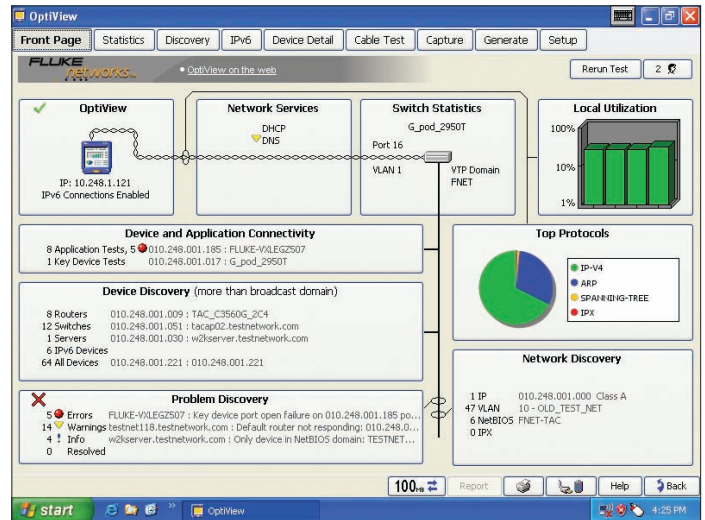 OptiView
Front Page Statistics Discovery IPv6 Device Detail Cable Test Capture Generate Setup
FLUKE networks.
OptiView on the web
Rerun Test 2
OptiView
IP: 10.248.1.121
IPv6 Connections Enabled
Network Services
DHCP
DNS
Switch Statistics
G_pod_2950T
Port 16
VLAN 1
VTP Domain
FNET
Local Utilization
100%
10%
1%
Device and Application Connectivity
8 Application Tests, 5 010.248.001.185 : FLUKE-VXLEGZ507
1 Key Device Tests 010.248.001.017 : G_pod_2950T
Top Protocols
IP-V4
ARP
SPANNING-TREE
IPX
Device Discovery (more than broadcast domain)
8 Routers 010.248.001.009 : TAC_C3560G_2C4
12 Switches 010.248.001.051 : tacap02.testnetwork.com
1 Servers 010.248.001.030 : w2kserver.testnetwork.com
6 IPv6 Devices
64 All Devices 010.248.001.221 : 010.248.001.221
Network Discovery
1 IP 010.248.001.000 Class A
47 VLAN 10 - OLD_TEST_NET
6 NetBIOS FNET-TAC
0 IPX
Problem Discovery
5 Errors FLUKE-VXLEGZ507 : Key device port open failure on 010.248.001.185 po...
14 Warnings testnet118.testnetwork.com : Default router not responding: 010.248.0...
4 Info w2kserver.testnetwork.com : Only device in NetBIOS domain: TESTNET...
0 Resolved
100 MB Report Help Back
start » OptiView 4:25 PM